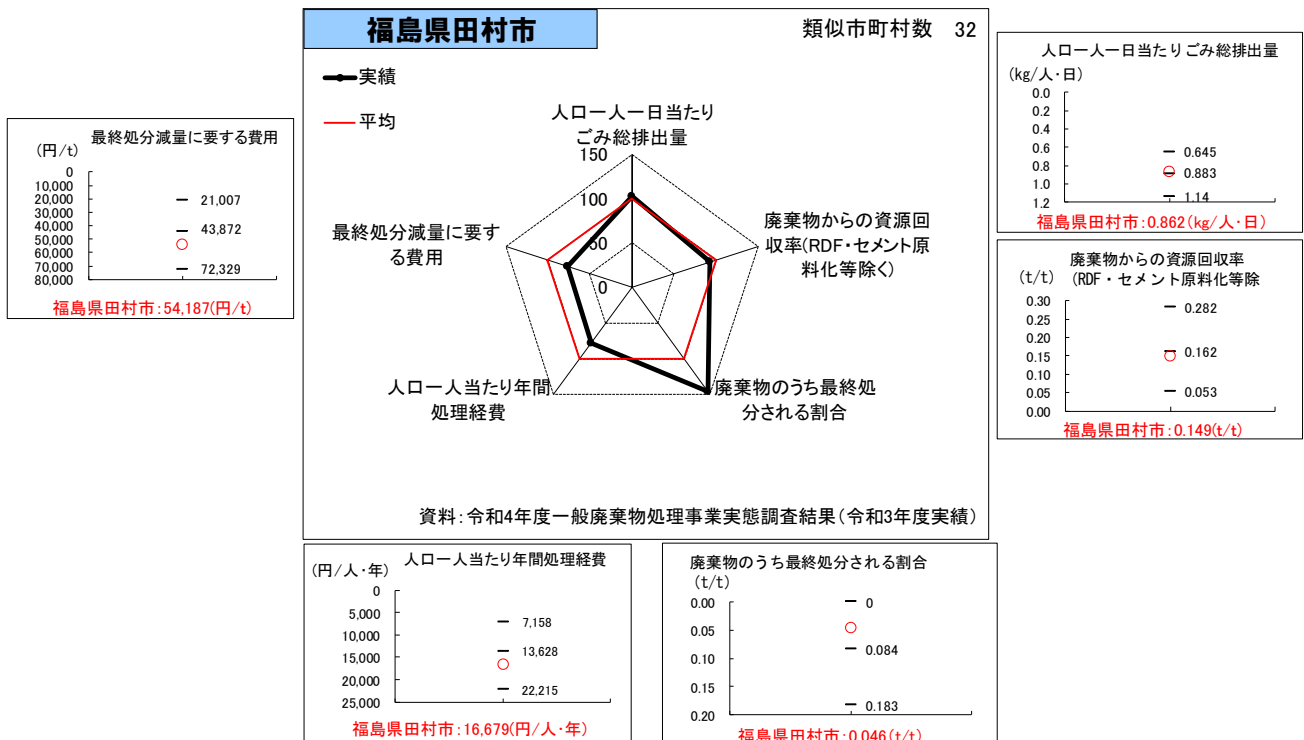 福島県田村市
類似市町村数 32
実績
平均
人口一人一日当たり
ごみ総排出量
150
100
50
0
廃棄物からの資源回
収率(RDF・セメント原
料化等除く)
廃棄物のうち最終処
分される割合
人口一人当たり年間
処理経費
最終処分減量に要す
る費用
資料:令和4年度一般廃棄物処理事業実態調査結果(令和3年度実績)
最終処分減量に要する費用
(円/t)
0
10,000
20,000
30,000
40,000
50,000
60,000
70,000
80,000
21,007
43,872
72,329
福島県田村市:54,187(円/t)
人口一人一日当たりごみ総排出量
(kg/人・日)
0.0
0.2
0.4
0.6
0.8
1.0
1.2
0.645
0.883
1.14
福島県田村市:0.862(kg/人・日)
廃棄物からの資源回収率
(t/t)
(RDF・セメント原料化等除
0.30
0.25
0.20
0.15
0.10
0.05
0.00
0.282
0.162
0.053
福島県田村市:0.149(t/t)
人口一人当たり年間処理経費
(円/人・年)
0
5,000
10,000
15,000
20,000
25,000
7,158
13,628
22,215
福島県田村市:16,679(円/人・年)
廃棄物のうち最終処分される割合
(t/t)
0.00
0.05
0.10
0.15
0.20
0
0.084
0.183
福島県田村市:0.046(t/t)